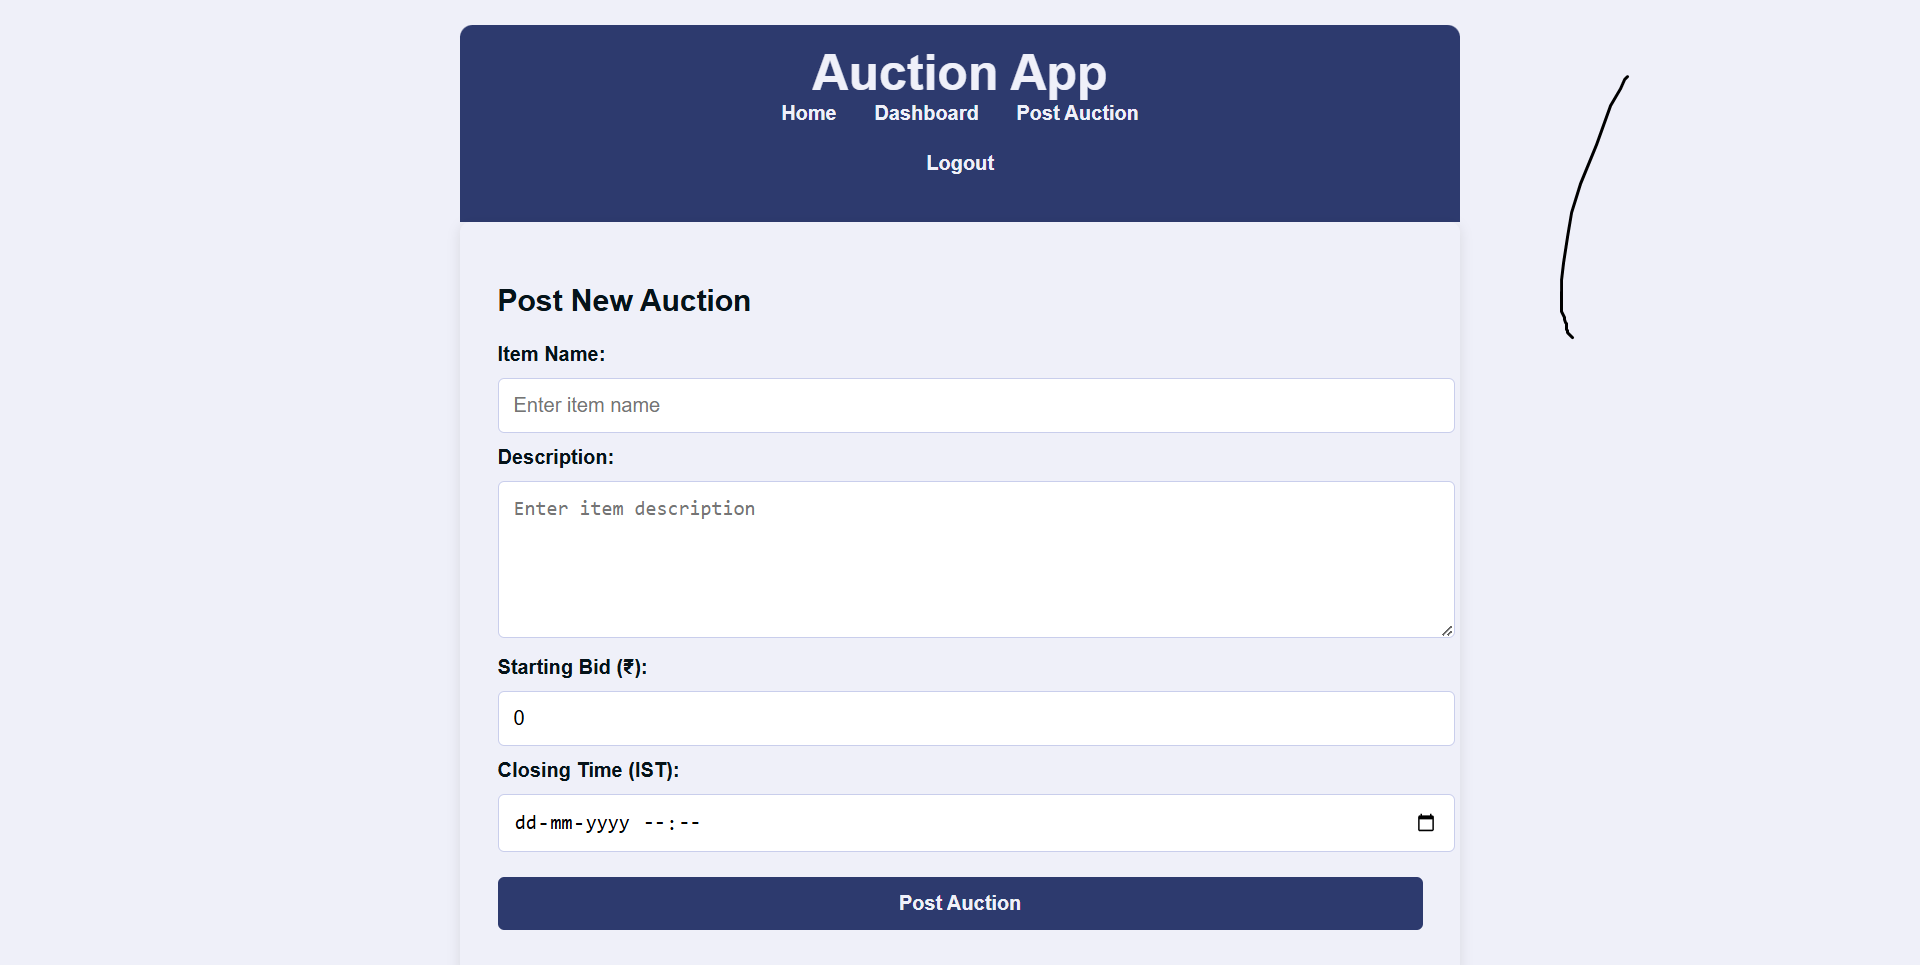 Auction App
Home Dashboard Post Auction
Logout
Post New Auction
Item Name:
Enter item name
Description:
Enter item description
Starting Bid (₹):
0
Closing Time (IST):
dd-mm-yyyy --:--
Post Auction